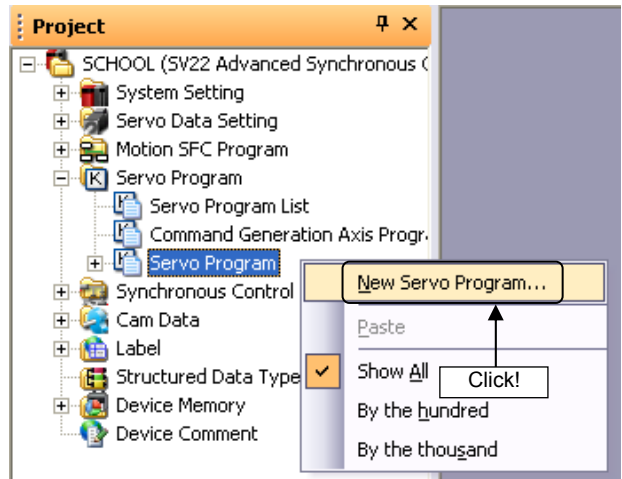 Project
SCHOOL (SV22 Advanced Synchronous C
System Setting
Servo Data Setting
Motion SFC Program
Servo Program
Servo Program List
Command Generation Axis Progr
Servo Program
New Servo Program...
Synchronous Control
Paste
Cam Data
Label
Show All
Click!
Structured Data Type
Device Memory
By the hundred
Device Comment
By the thousand